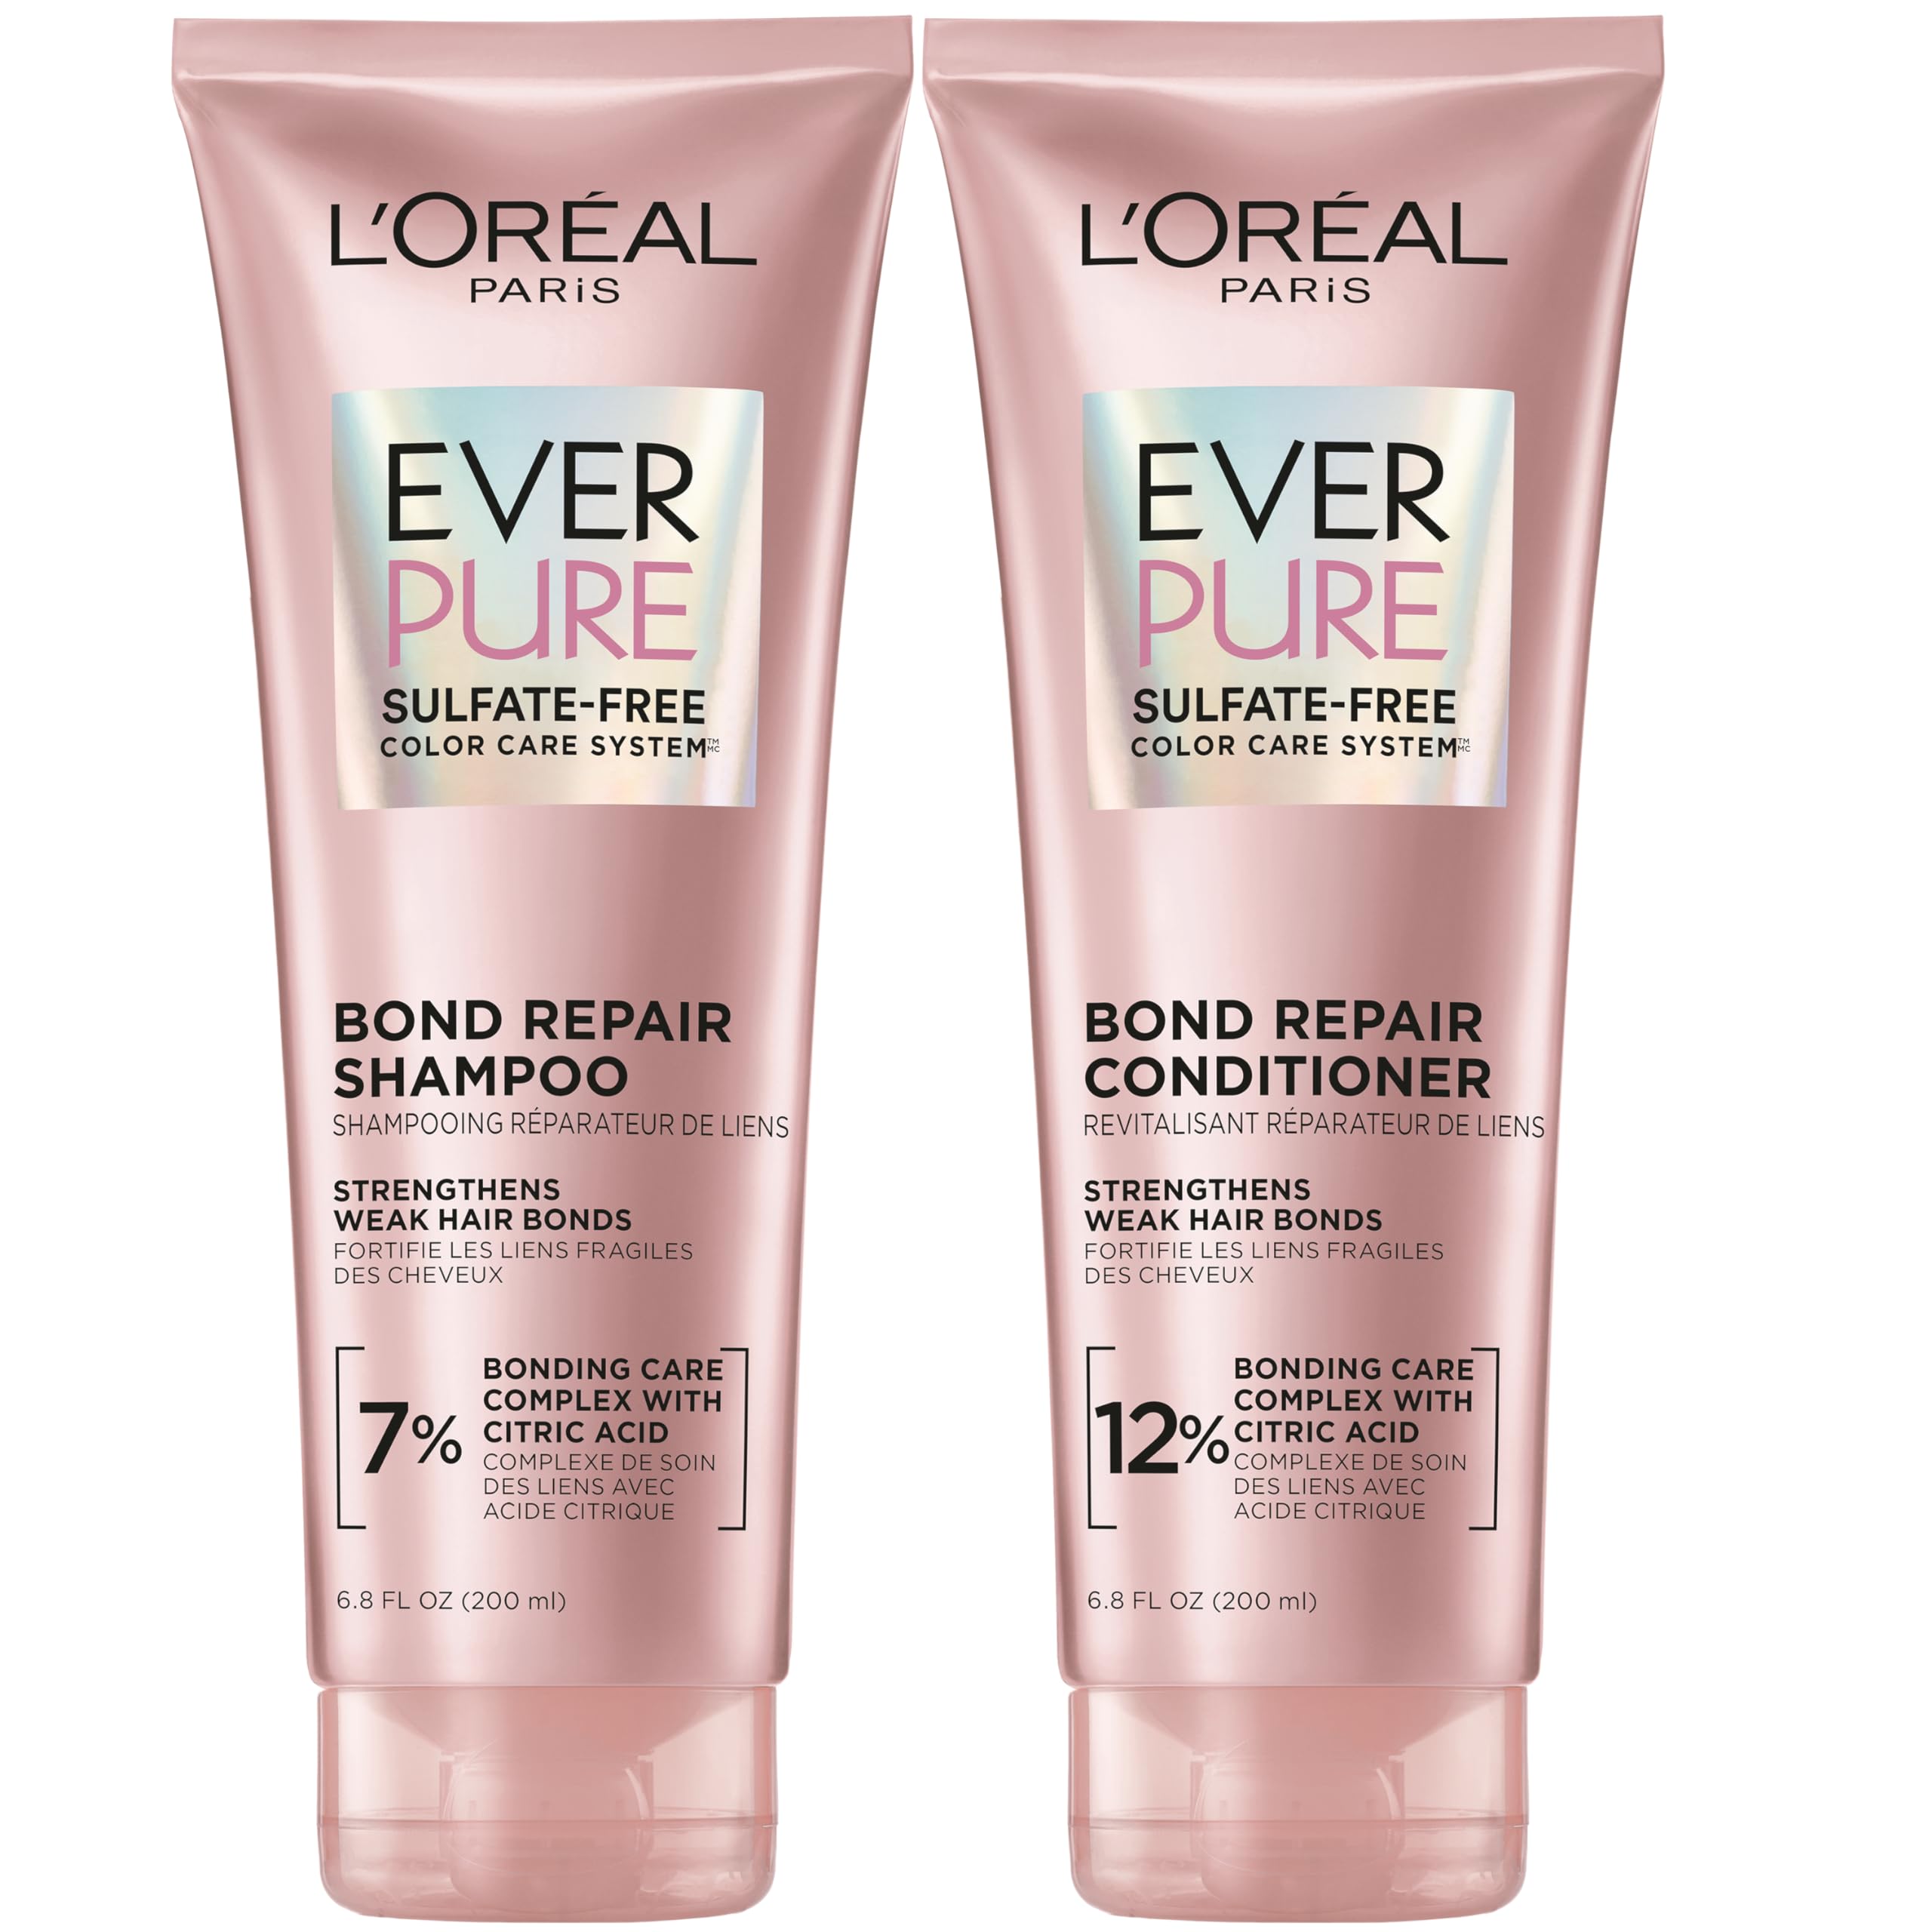 L'ORÉAL
PARiS
EVER
PURE
SULFATE-FREE
COLOR CARE SYSTEM™ MC
BOND REPAIR
SHAMPOO
SHAMPOOING RÉPARATEUR DE LIENS
STRENGTHENS
WEAK HAIR BONDS
FORTIFIE LES LIENS FRAGILES
DES CHEVEUX
7%
BONDING CARE
COMPLEX WITH
CITRIC ACID
COMPLEXE DE SOIN
DES LIENS AVEC
ACIDE CITRIQUE
6.8 FL OZ (200 ml)
L'ORÉAL
PARiS
EVER
PURE
SULFATE-FREE
COLOR CARE SYSTEM™ MC
BOND REPAIR
CONDITIONER
REVITALISANT RÉPARATEUR DE LIENS
STRENGTHENS
WEAK HAIR BONDS
FORTIFIE LES LIENS FRAGILES
DES CHEVEUX
12%
BONDING CARE
COMPLEX WITH
CITRIC ACID
COMPLEXE DE SOIN
DES LIENS AVEC
ACIDE CITRIQUE
6.8 FL OZ (200 ml)